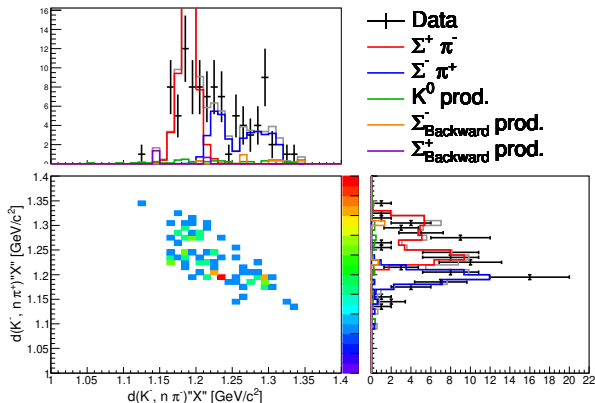 16
14
12
10
8
6
4
2
0
Data
Σ⁺ π⁻
Σ⁻ π⁺
K⁰ prod.
Σ⁻Backward prod.
Σ⁺Backward prod.
d(K⁻, n π⁺)"X" [GeV/c²]
1.4
1.35
1.3
1.25
1.2
1.15
1.1
1.05
1
1 1.05 1.1 1.15 1.2 1.25 1.3 1.35 1.4
d(K⁻, n π⁻)"X" [GeV/c²]
0 2 4 6 8 10 12 14 16 18 20 22